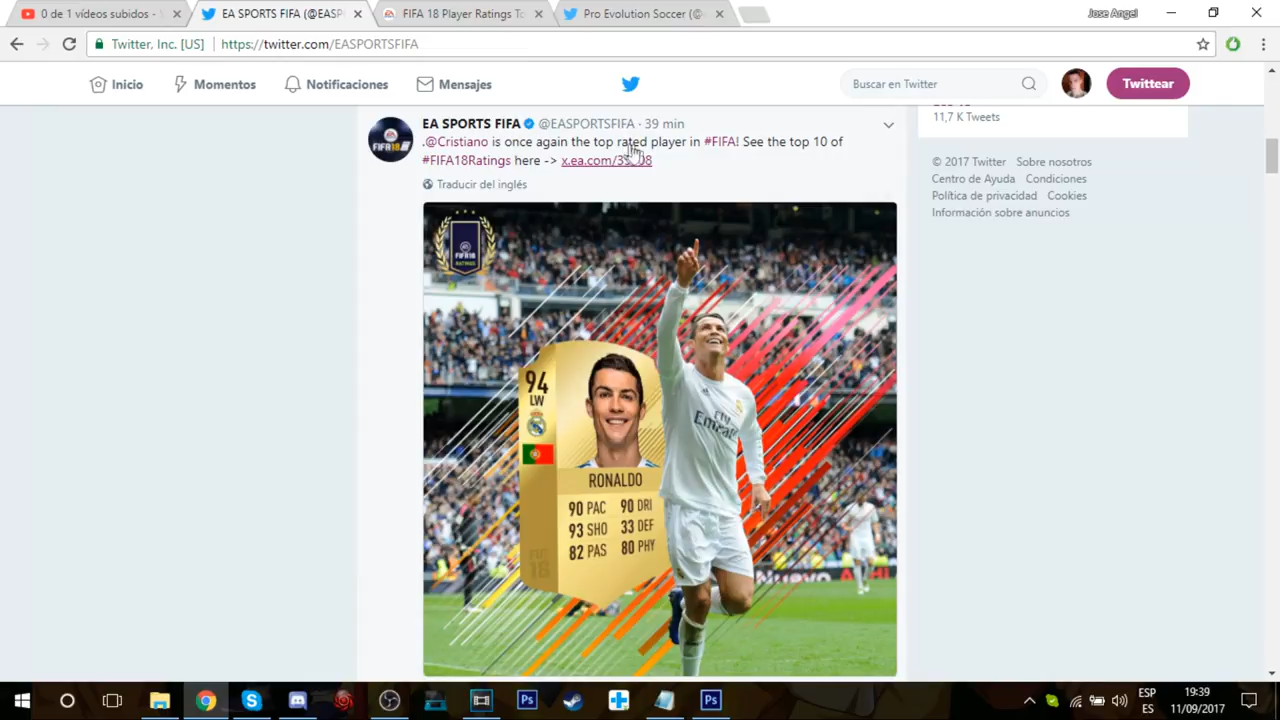 0 de 1 vídeos subidos -
EA SPORTS FIFA (@EASP
FIFA 18 Player Ratings To
Pro Evolution Soccer (@
Jose Angel
Twitter, Inc. [US]
https://twitter.com/EASPORTSFIFA
Inicio
Momentos
Notificaciones
Mensajes
Buscar en Twitter
Twittear
EA SPORTS FIFA @EASPORTSFIFA · 39 min
.@Cristiano is once again the top rated player in #FIFA! See the top 10 of
#FIFA18Ratings here -> x.ea.com/
Traducir del inglés
11,7 K Tweets
© 2017 Twitter Sobre nosotros
Centro de Ayuda Condiciones
Política de privacidad Cookies
Información sobre anuncios
FIFA18
FIFA18
RATINGS
94
LW
RONALDO
90 PAC 90 DRI
93 SHO 33 DEF
82 PAS 80 PHY
FIFA
18
Fly
Emirates
Nuevo Audi
ESP
ES
19:39
11/09/2017